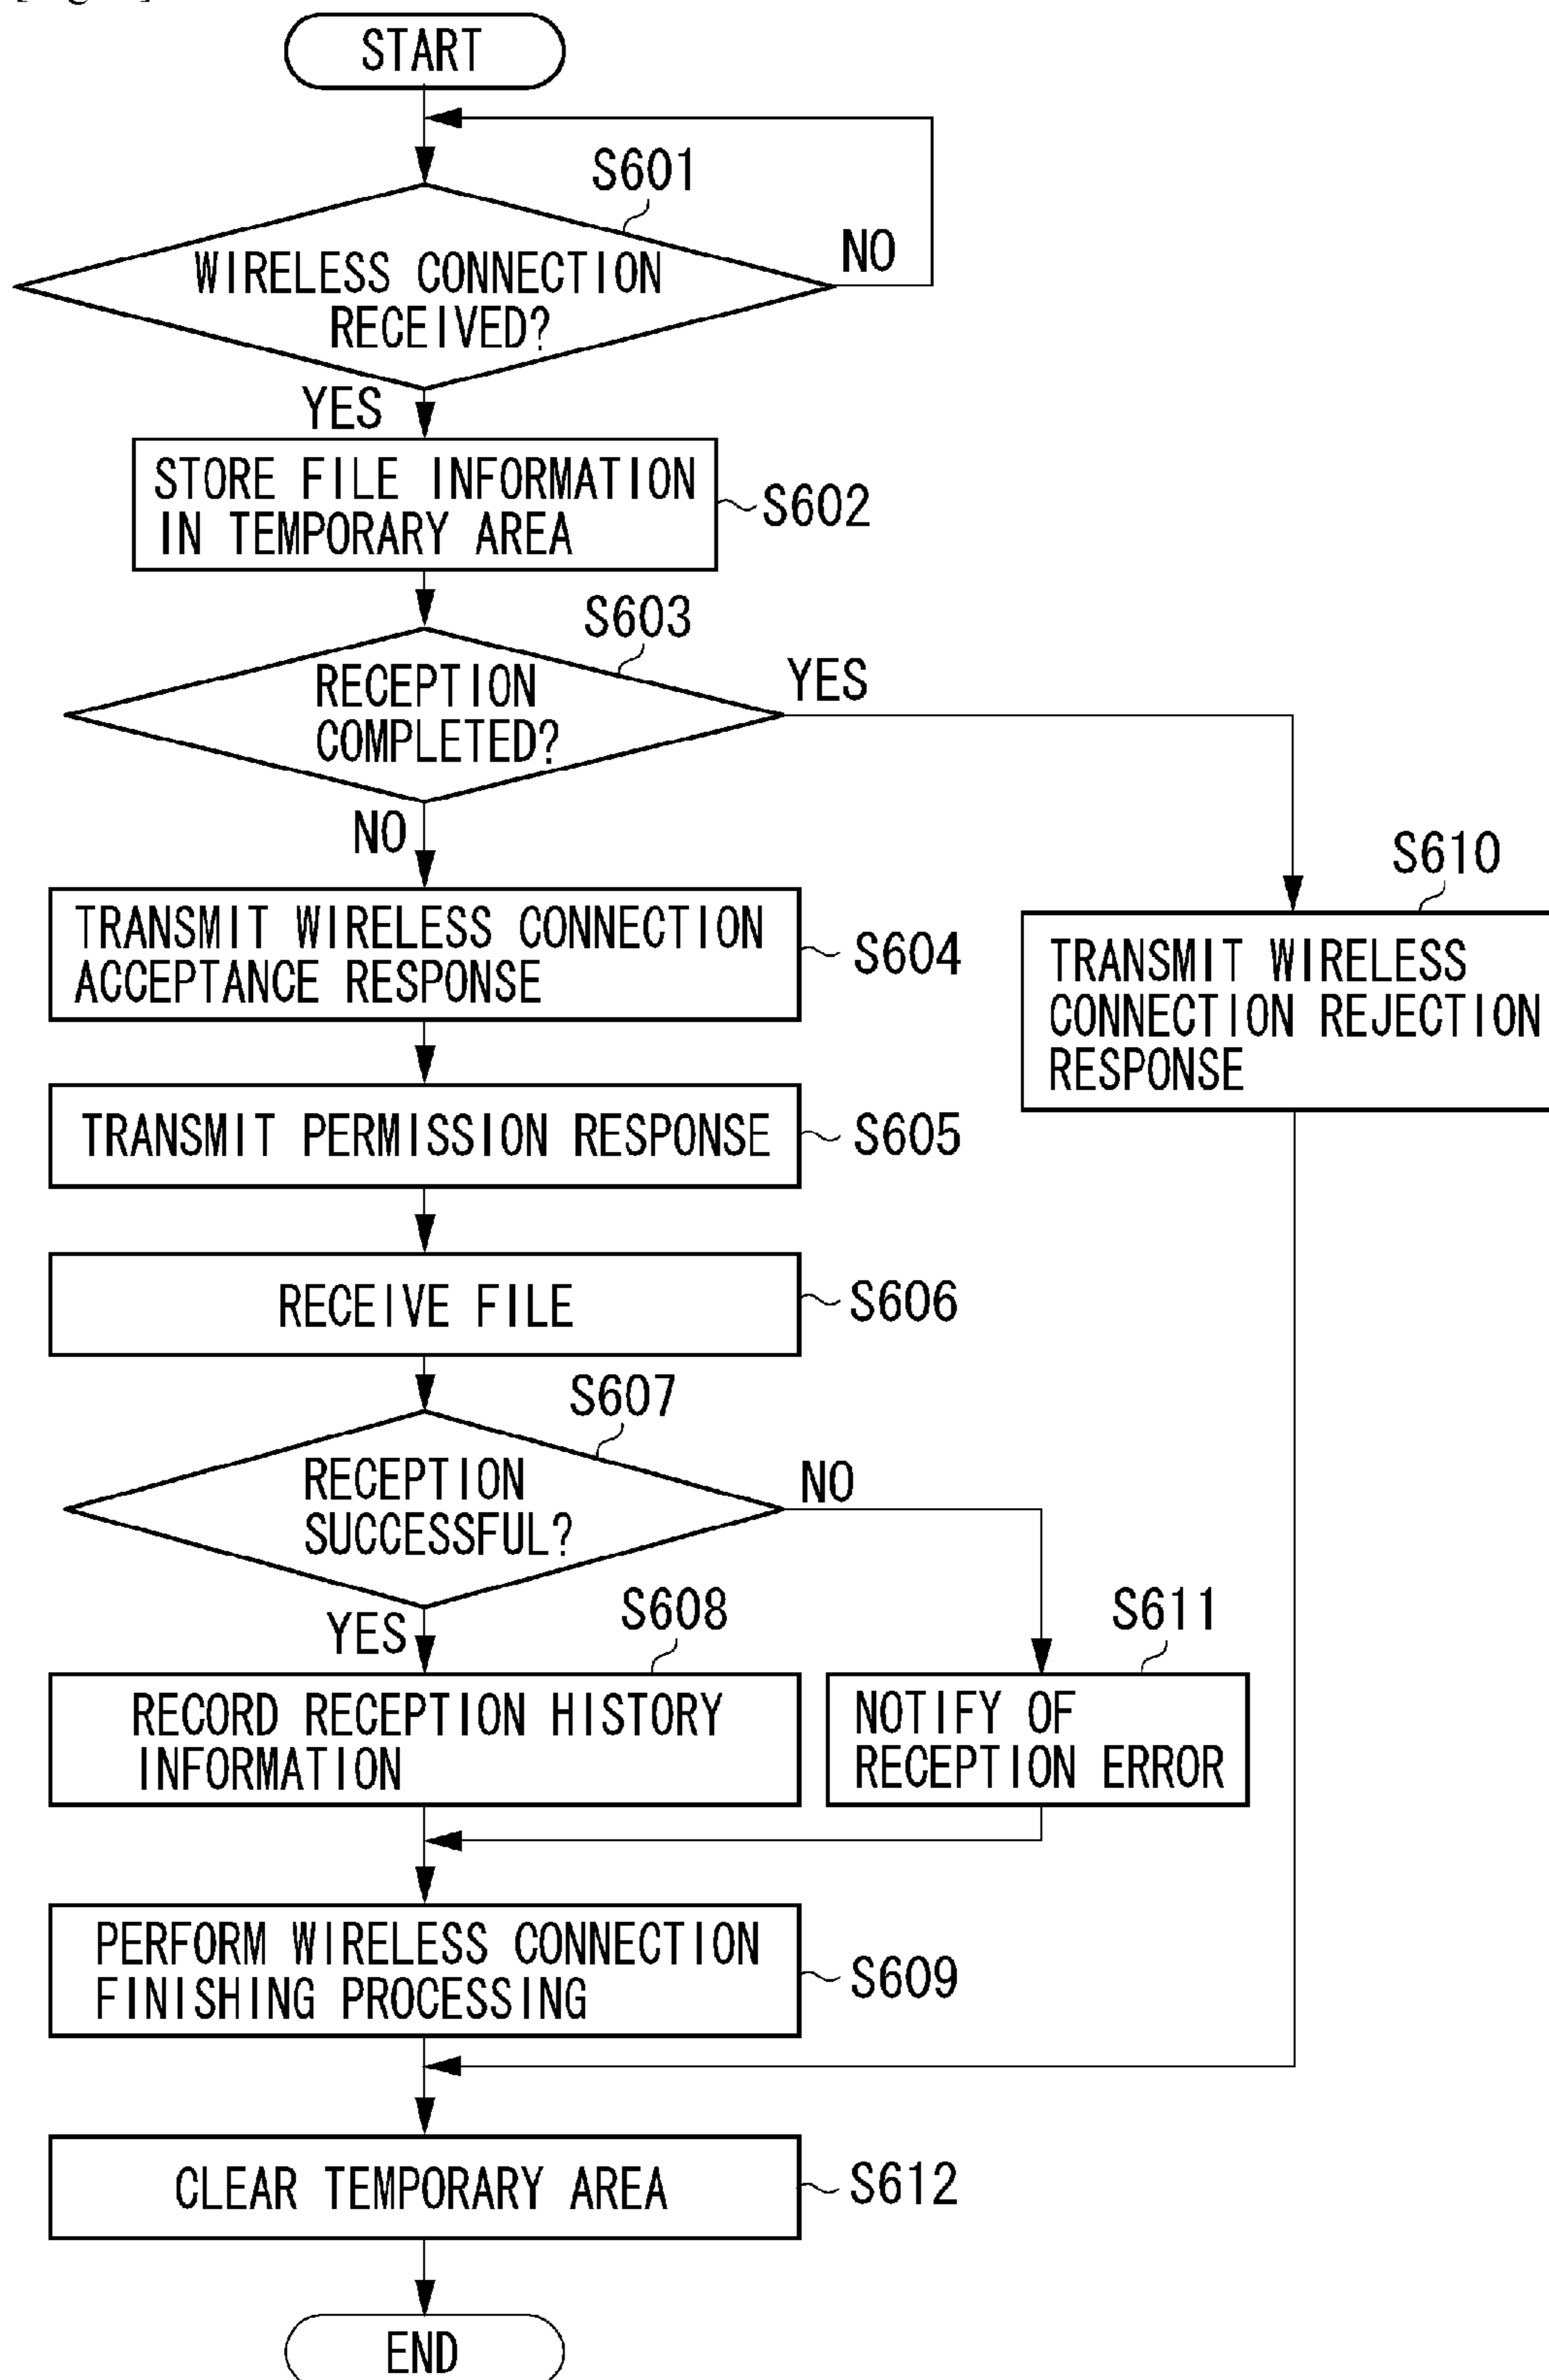 START
S601
NO
WIRELESS CONNECTION
RECEIVED?
YES
STORE FILE INFORMATION
IN TEMPORARY AREA
S602
S603
RECEPTION
COMPLETED?
YES
NO
S610
TRANSMIT WIRELESS CONNECTION
ACCEPTANCE RESPONSE
S604
TRANSMIT WIRELESS
CONNECTION REJECTION
RESPONSE
TRANSMIT PERMISSION RESPONSE
S605
RECEIVE FILE
S606
S607
RECEPTION
SUCCESSFUL?
NO
YES
S608
S611
RECORD RECEPTION HISTORY
INFORMATION
NOTIFY OF
RECEPTION ERROR
PERFORM WIRELESS CONNECTION
FINISHING PROCESSING
S609
CLEAR TEMPORARY AREA
S612
END